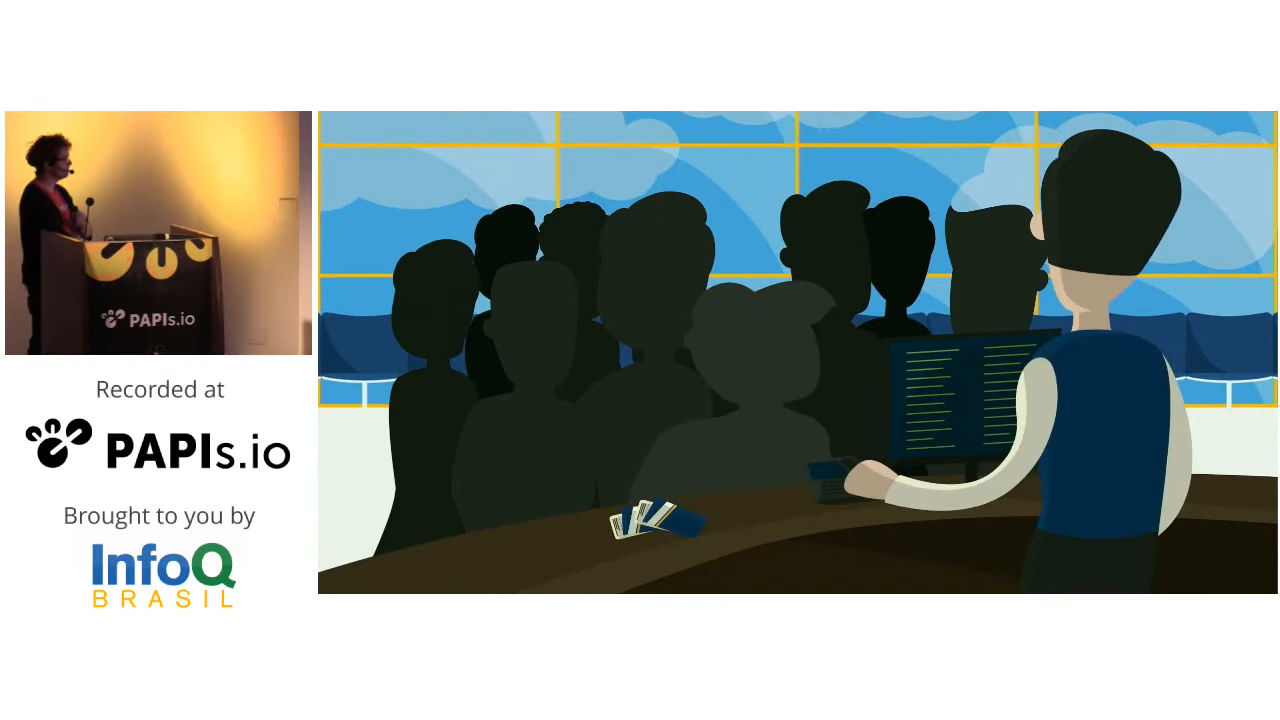 PAPIs.io
Recorded at
PAPIs.io
Brought to you by
InfoQ
BRASIL